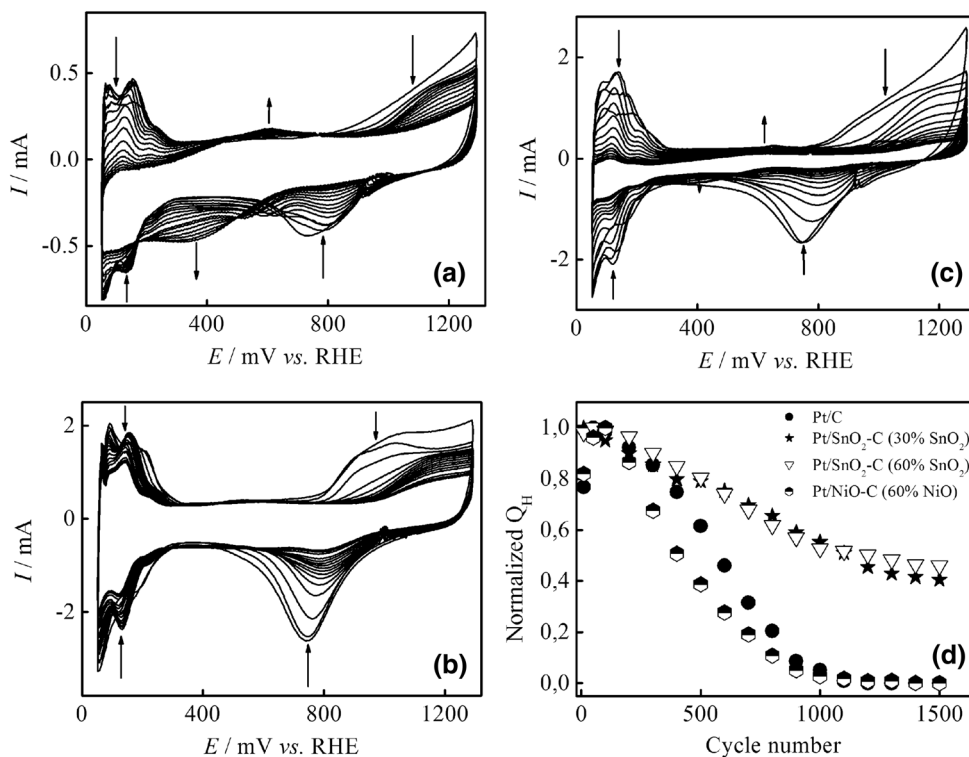 I / mA
0.5
0.0
-0.5
0
400
800
1200
E / mV vs. RHE
(a)
I / mA
2
0
-2
0
400
800
1200
E / mV vs. RHE
(c)
I / mA
2
0
-2
0
400
800
1200
E / mV vs. RHE
(b)
Normalized Q_H
1,0
0,8
0,6
0,4
0,2
0,0
0
500
1000
1500
Cycle number
Pt/C
Pt/SnO₂-C (30% SnO₂)
Pt/SnO₂-C (60% SnO₂)
Pt/NiO-C (60% NiO)
(d)